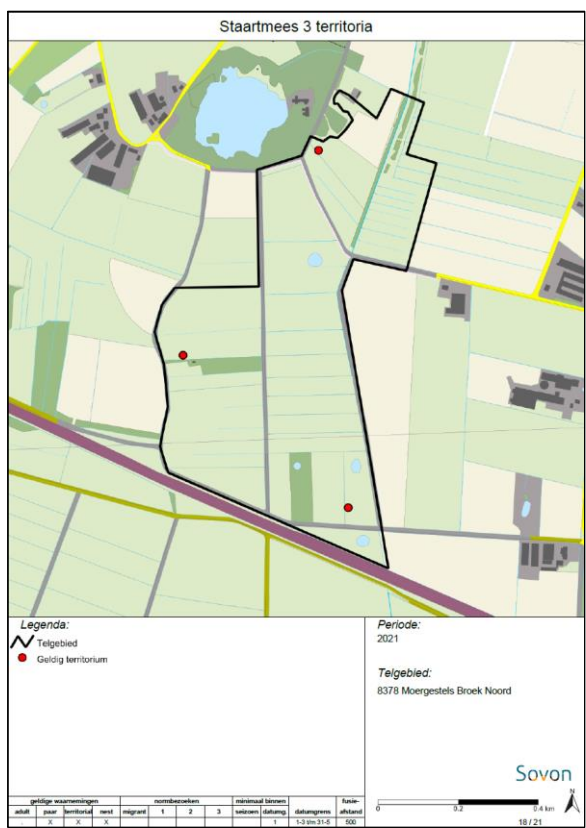 Staartmees 3 territoria
Legenda:
Telgebied
Geldig territorium
Periode:
2021
Telgebied:
8378 Moergestels Broek Noord
Sovon
geldige waarnemingen normbezoeken minimaal binnen fusie-
adult paar territoriaal nest migrant 1 2 3 seizoen datumg. datumgrens afstand
. X X X 1 1-3 t/m 31-5 500
0 0.2 0.4 km
18 / 21